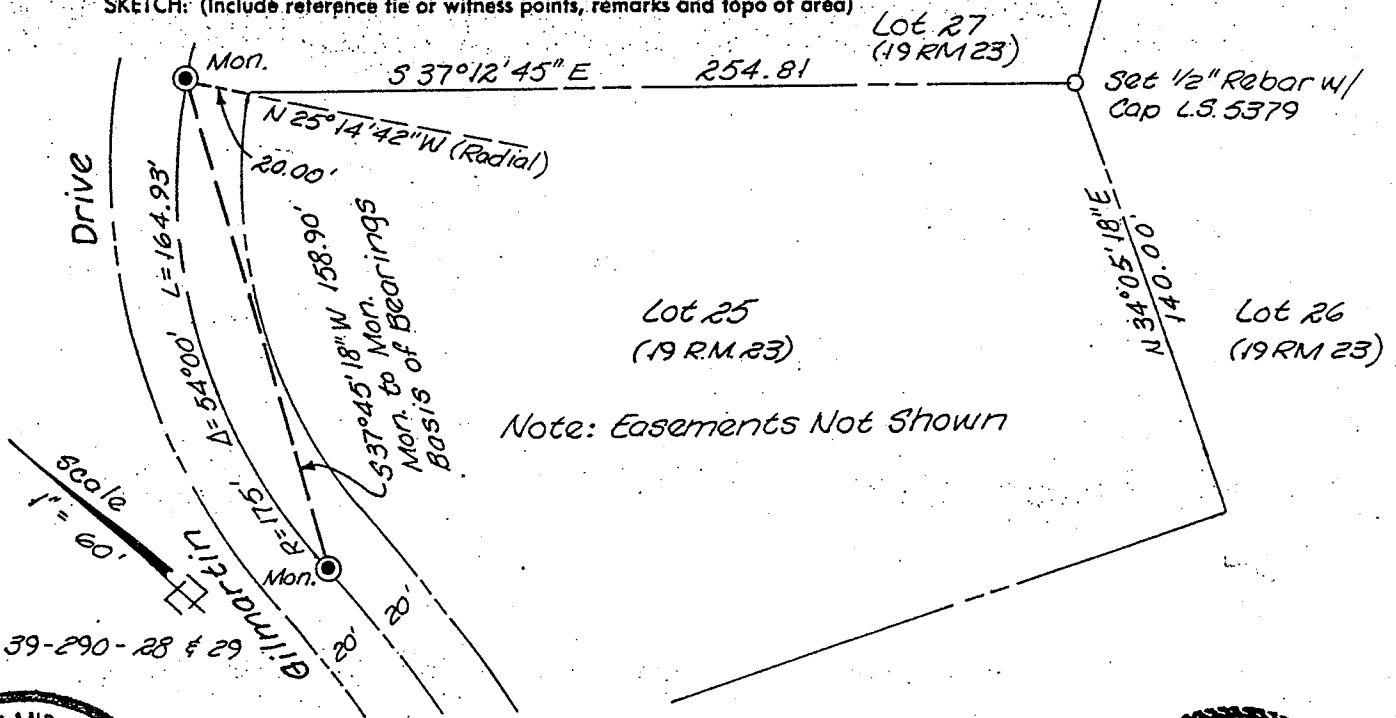 SKETCH: (Include reference tie or witness points, remarks and topo of area)
Lot 27
(19 RM 23)
Mon.
S 37°12'45" E 254.81
Set 1/2" Rebar w/
Cap L.S. 5379
N 25°14'42" W (Radial)
20.00'
Drive
L=164.93'
Δ=54°00'
R=175'
S37°45'18" W 158.90'
Mon. to Mon.
Basis of Bearings
N 34°05'18" E
140.00'
Lot 25
(19 R.M. 23)
Lot 26
(19 RM 23)
Note: Easements Not Shown
Scale
1" = 60'
Mon.
Gilmartin
20'
20'
39-290-28 & 29
LAND